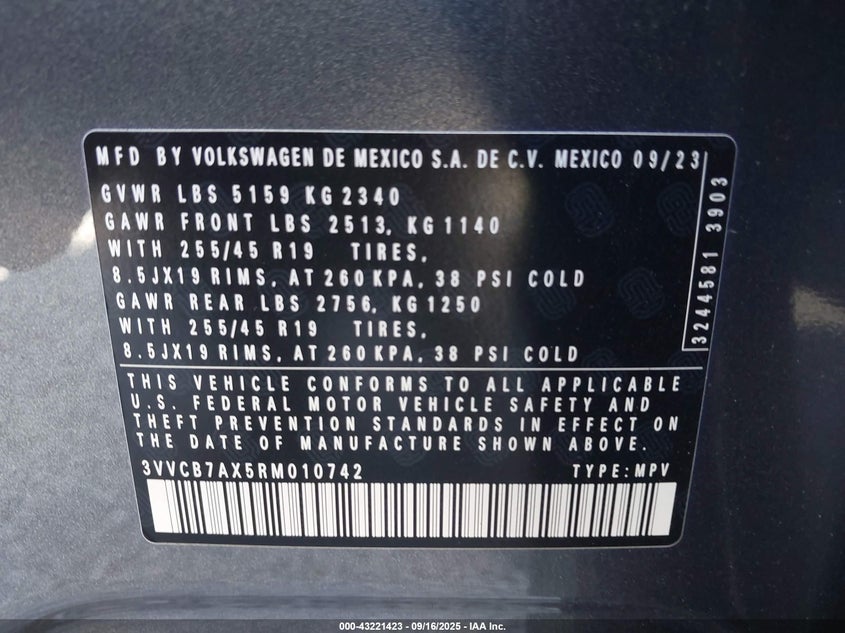 MFD BY VOLKSWAGEN DE MEXICO S.A. DE C.V. MEXICO 09/23
GVWR LBS 5159 KG 2340
GAWR FRONT LBS 2513, KG 1140
WITH 255/45 R19 TIRES,
8.5JX19 RIMS, AT 260 KPA, 38 PSI COLD
GAWR REAR LBS 2756, KG 1250
WITH 255/45 R19 TIRES,
8.5JX19 RIMS, AT 260 KPA, 38 PSI COLD
3244581 3903
THIS VEHICLE CONFORMS TO ALL APPLICABLE
U.S. FEDERAL MOTOR VEHICLE SAFETY AND
THEFT PREVENTION STANDARDS IN EFFECT ON
THE DATE OF MANUFACTURE SHOWN ABOVE.
3VVCB7AX5RM010742 TYPE: MPV
000-43221423 - 09/16/2025 - IAA Inc.